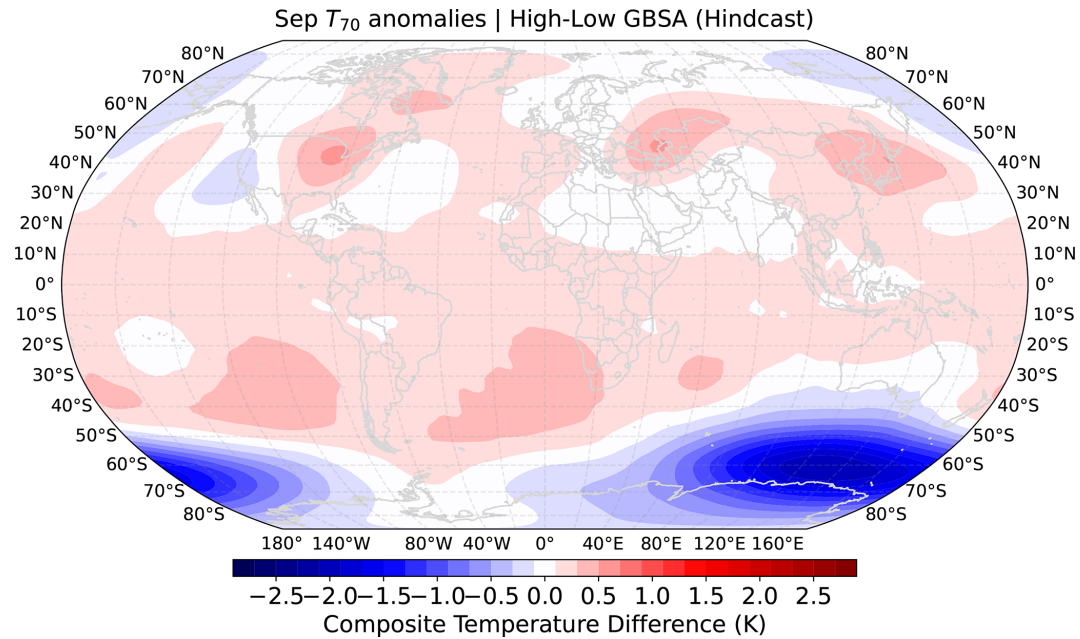 Sep T70 anomalies | High-Low GBSA (Hindcast)
80°N 80°N
70°N 70°N
60°N 60°N
50°N 50°N
40°N 40°N
30°N 30°N
20°N 20°N
10°N 10°N
0° 0°
10°S 10°S
20°S 20°S
30°S 30°S
40°S 40°S
50°S 50°S
60°S 60°S
70°S 70°S
80°S 80°S
180° 140°W 80°W 40°W 0° 40°E 80°E 120°E 160°E
−2.5 −2.0 −1.5 −1.0 −0.5 0.0 0.5 1.0 1.5 2.0 2.5
Composite Temperature Difference (K)